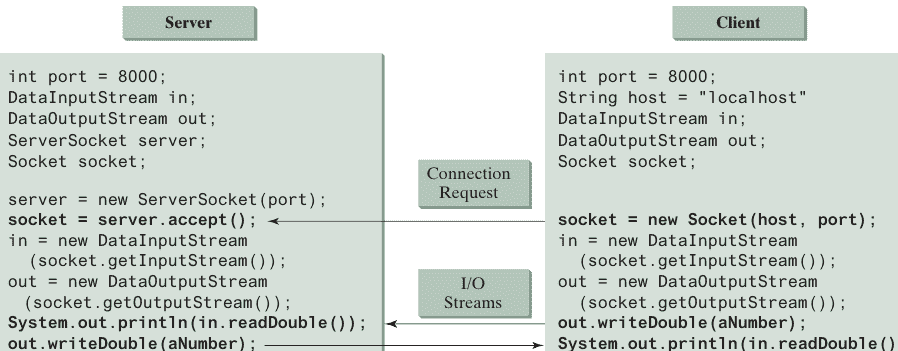 Server
int port = 8000;
DataInputStream in;
DataOutputStream out;
ServerSocket server;
Socket socket;
server = new ServerSocket(port);
socket = server.accept();
in = new DataInputStream
(socket.getInputStream());
out = new DataOutputStream
(socket.getOutputStream());
System.out.println(in.readDouble());
out.writeDouble(aNumber);
Connection
Request
I/O
Streams
Client
int port = 8000;
String host = "localhost"
DataInputStream in;
DataOutputStream out;
Socket socket;
socket = new Socket(host, port);
in = new DataInputStream
(socket.getInputStream());
out = new DataOutputStream
(socket.getOutputStream());
out.writeDouble(aNumber);
System.out.println(in.readDouble()